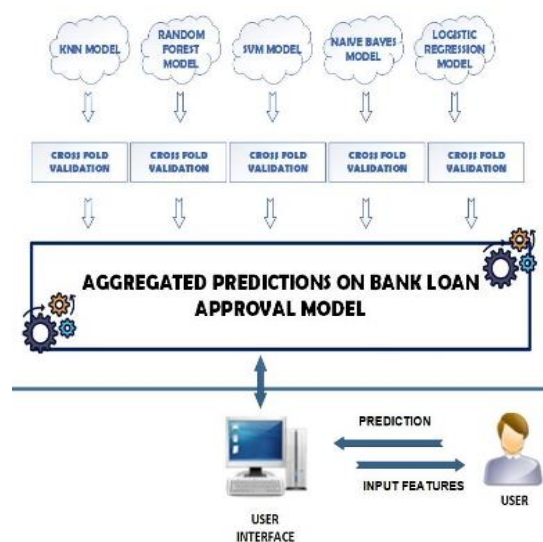 KNN MODEL
RANDOM
FOREST
MODEL
SVM MODEL
NAIVE BAYES
MODEL
LOGISTIC
REGRESSION
MODEL
CROSS FOLD
VALIDATION
CROSS FOLD
VALIDATION
CROSS FOLD
VALIDATION
CROSS FOLD
VALIDATION
CROSS FOLD
VALIDATION
AGGREGATED PREDICTIONS ON BANK LOAN
APPROVAL MODEL
PREDICTION
INPUT FEATURES
USER
USER
INTERFACE